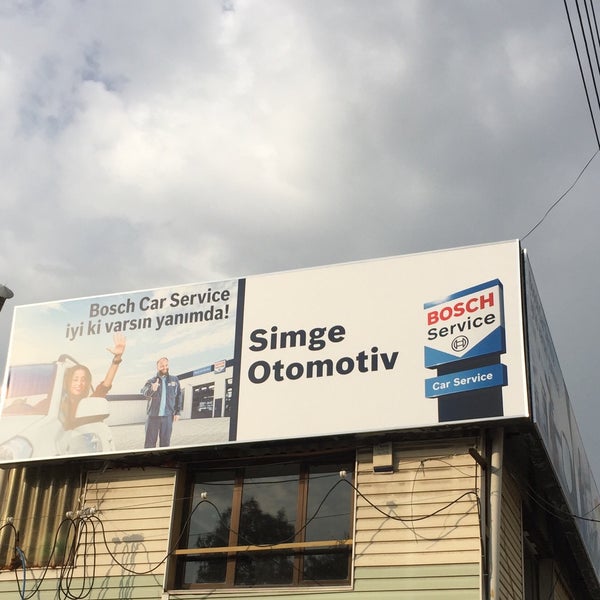 Bosch Car Service
iyi ki varsın yanımda!
Simge
Otomotiv
BOSCH
Service
Car Service